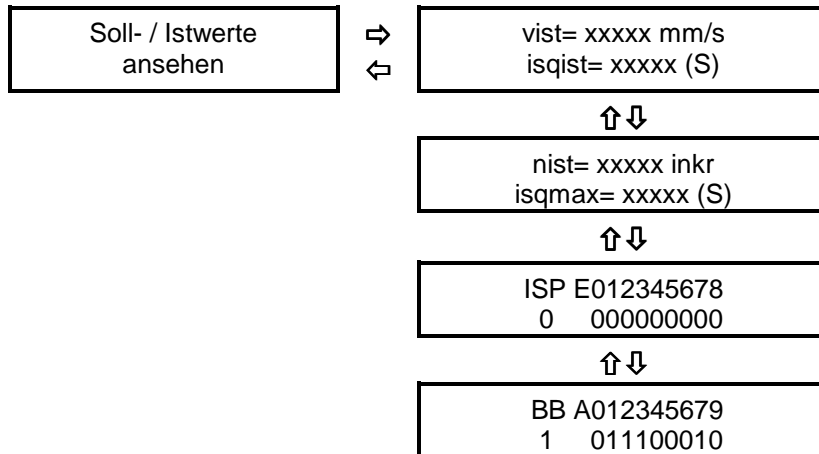 Soll- / Istwerte
ansehen
⇨
⇦
vist= xxxxx mm/s
isqist= xxxxx (S)
⇧⇩
nist= xxxxx inkr
isqmax= xxxxx (S)
⇧⇩
ISP E012345678
0 000000000
⇧⇩
BB A012345679
1 011100010